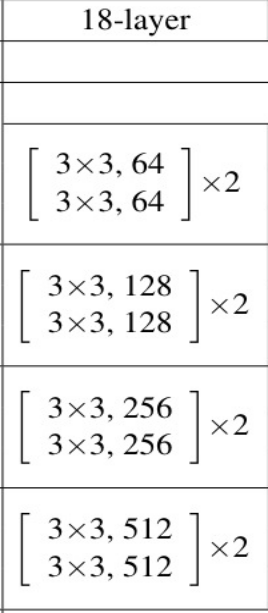 18-layer
[ 3×3, 64
3×3, 64 ] ×2
[ 3×3, 128
3×3, 128 ] ×2
[ 3×3, 256
3×3, 256 ] ×2
[ 3×3, 512
3×3, 512 ] ×2